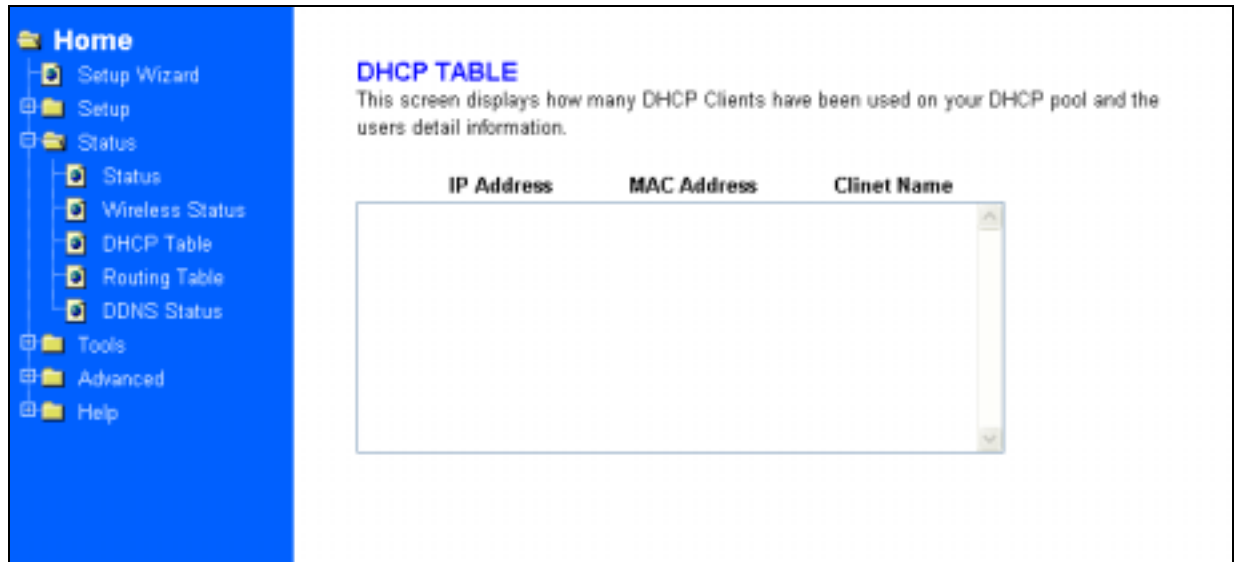 Home
Setup Wizard
Setup
Status
Status
Wireless Status
DHCP Table
Routing Table
DDNS Status
Tools
Advanced
Help
DHCP TABLE
This screen displays how many DHCP Clients have been used on your DHCP pool and the
users detail information.
IP Address MAC Address Clinet Name